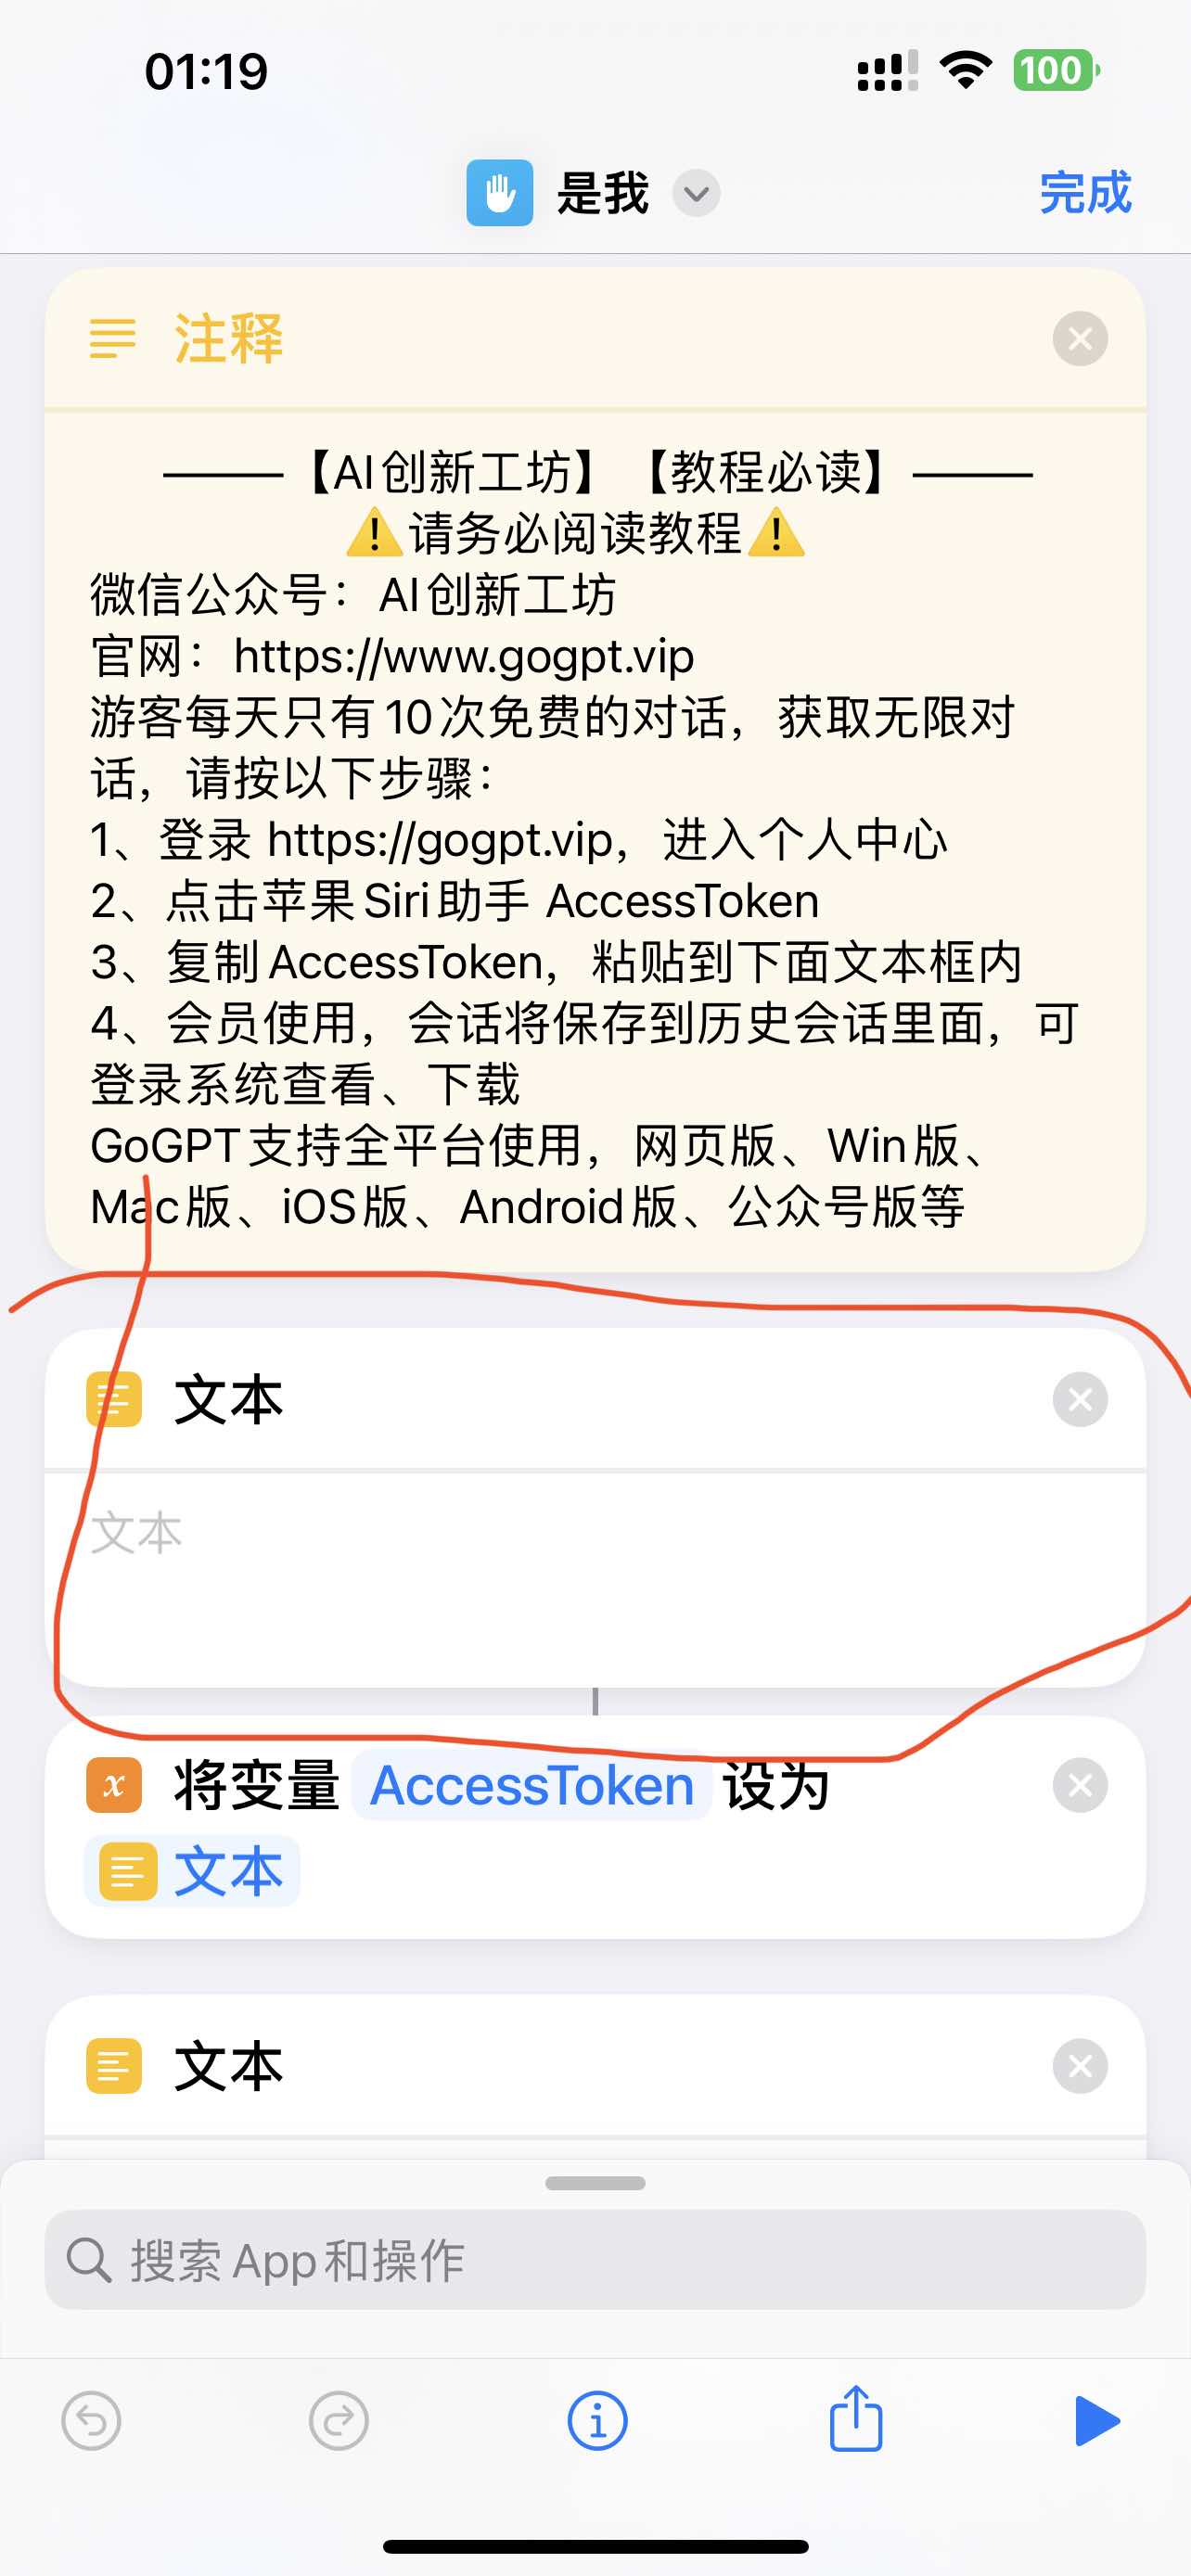 01:19
100
是我
完成
注释
———【AI创新工坊】【教程必读】———
⚠️请务必阅读教程⚠️
微信公众号：AI创新工坊
官网：https://www.gogpt.vip
游客每天只有10次免费的对话，获取无限对
话，请按以下步骤：
1、登录 https://gogpt.vip，进入个人中心
2、点击苹果Siri助手 AccessToken
3、复制AccessToken，粘贴到下面文本框内
4、会员使用，会话将保存到历史会话里面，可
登录系统查看、下载
GoGPT支持全平台使用，网页版、Win版、
Mac版、iOS版、Android版、公众号版等
文本
文本
将变量 AccessToken 设为
文本
文本
搜索 App 和操作